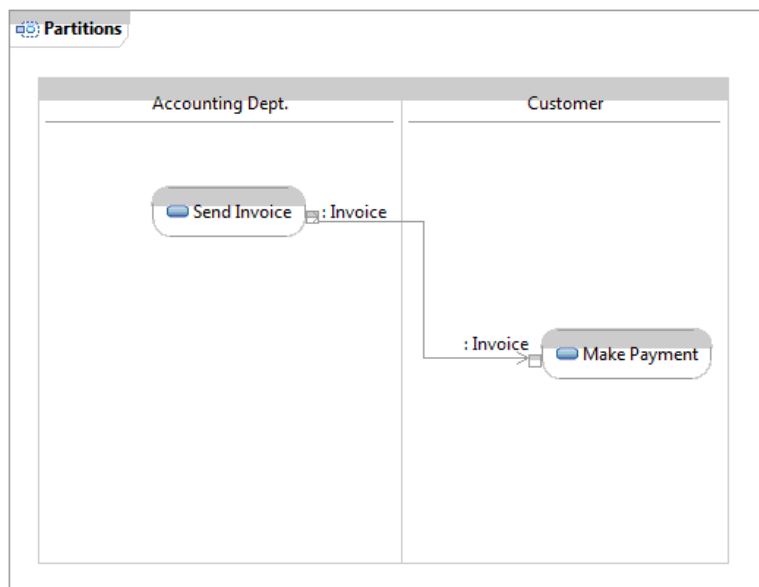 Partitions
Accounting Dept.
Customer
Send Invoice
: Invoice
: Invoice
Make Payment